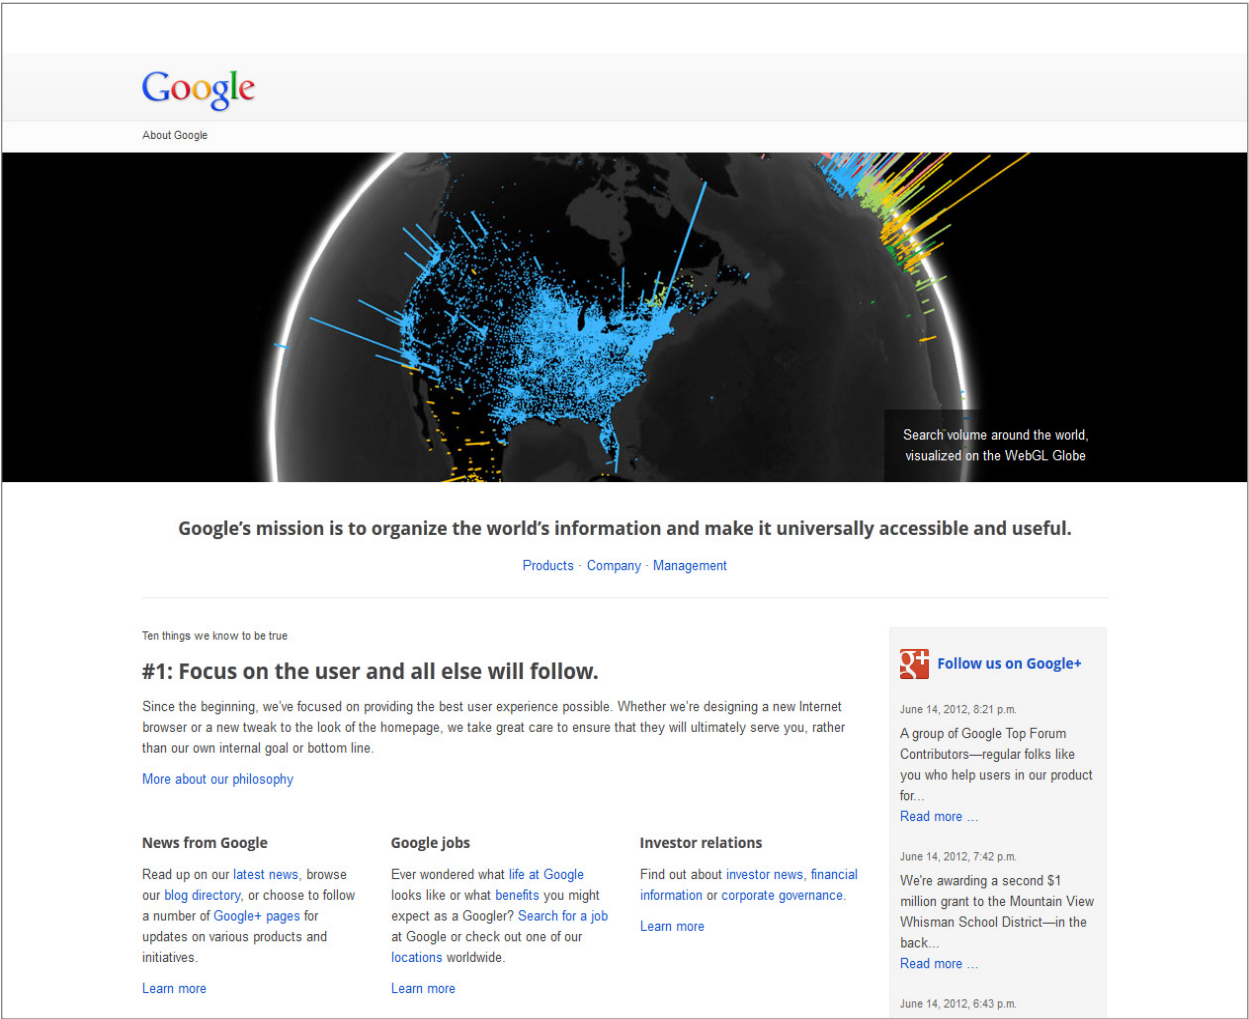 Google
About Google
Search volume around the world,
visualized on the WebGL Globe
Google’s mission is to organize the world’s information and make it universally accessible and useful.
Products · Company · Management
Ten things we know to be true
#1: Focus on the user and all else will follow.
Since the beginning, we’ve focused on providing the best user experience possible. Whether we’re designing a new Internet
browser or a new tweak to the look of the homepage, we take great care to ensure that they will ultimately serve you, rather
than our own internal goal or bottom line.
More about our philosophy
News from Google
Read up on our latest news, browse
our blog directory, or choose to follow
a number of Google+ pages for
updates on various products and
initiatives.
Learn more
Google jobs
Ever wondered what life at Google
looks like or what benefits you might
expect as a Googler? Search for a job
at Google or check out one of our
locations worldwide.
Learn more
Investor relations
Find out about investor news, financial
information or corporate governance.
Learn more
g+ Follow us on Google+
June 14, 2012, 8:21 p.m.
A group of Google Top Forum
Contributors—regular folks like
you who help users in our product
for...
Read more ...
June 14, 2012, 7:42 p.m.
We're awarding a second $1
million grant to the Mountain View
Whisman School District—in the
back...
Read more ...
June 14, 2012, 6:43 p.m.